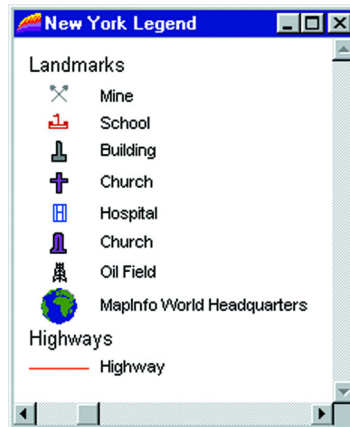 New York Legend
Landmarks
Mine
School
Building
Church
Hospital
Church
Oil Field
MapInfo World Headquarters
Highways
Highway